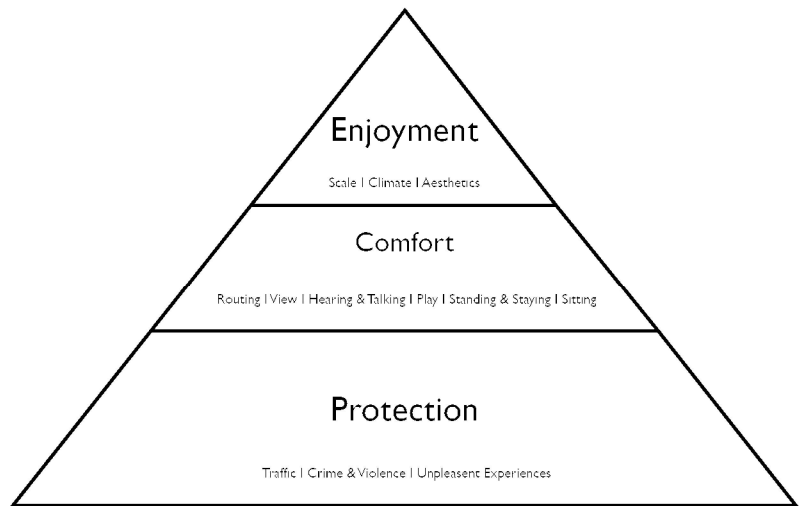 Enjoyment
Scale | Climate | Aesthetics
Comfort
Routing | View | Hearing & Talking | Play | Standing & Staying | Sitting
Protection
Traffic | Crime & Violence | Unpleasent Experiences